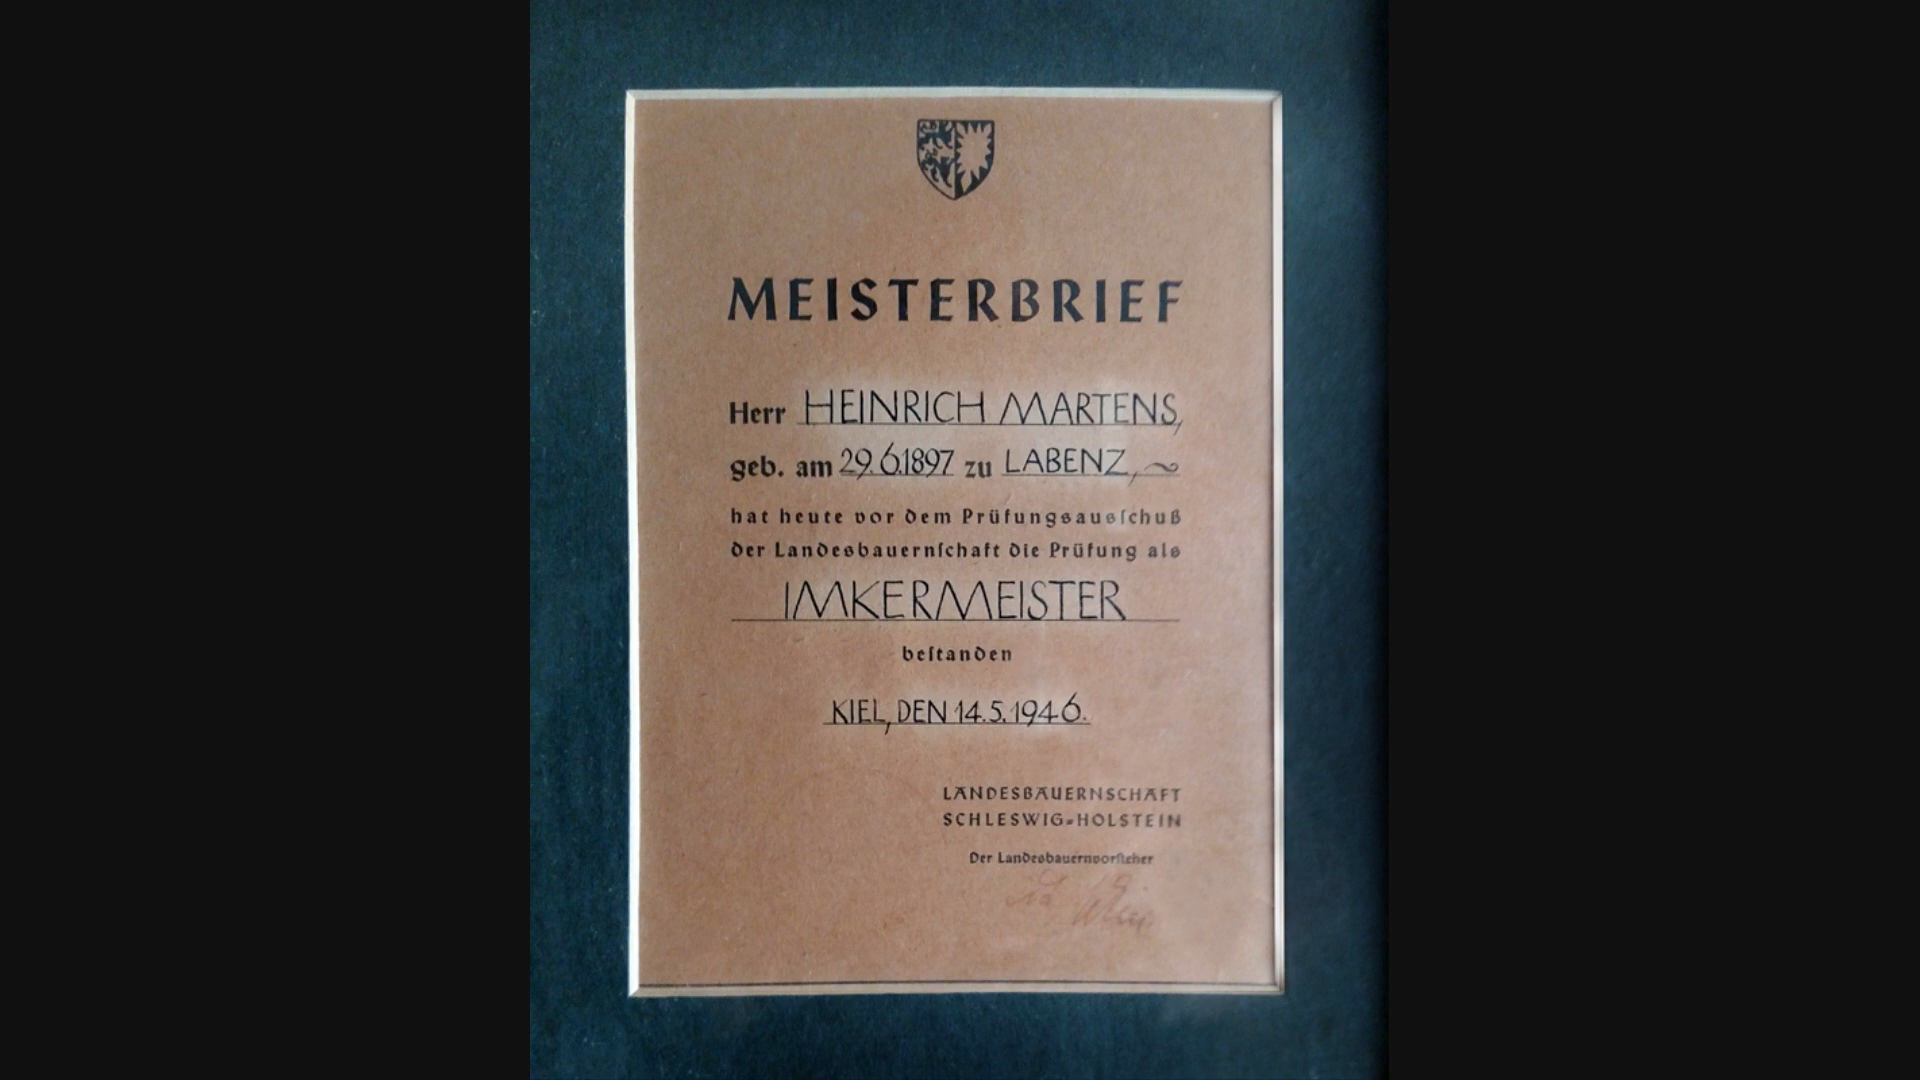 MEISTERBRIEF
Herr HEINRICH MARTENS,
geb. am 29.6.1897 zu LABENZ, ~
hat heute vor dem Prüfungsausſchuß
der Landesbauernſchaft die Prüfung als
IMKERMEISTER
beſtanden
KIEL, DEN 14.5.1946.
LANDESBAUERNSCHAFT
SCHLESWIG=HOLSTEIN
Der Landesbauernvorſteher